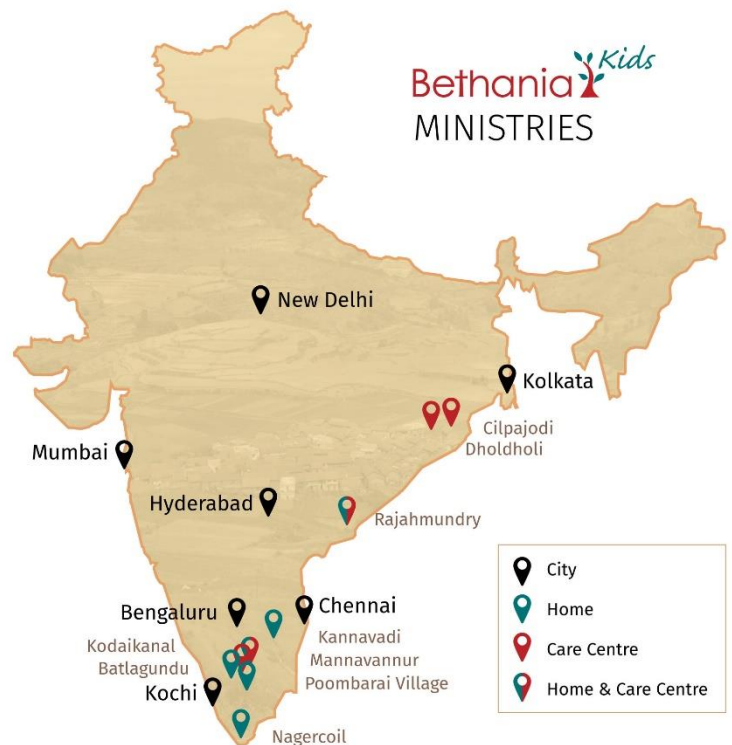 Bethania Kids
MINISTRIES
New Delhi
Kolkata
Cilpajodi
Dholdholi
Mumbai
Hyderabad
Rajahmundry
Bengaluru
Chennai
Kodaikanal
Batlagundu
Kannavadi
Mannavannur
Poombarai Village
Kochi
Nagercoil
City
Home
Care Centre
Home & Care Centre